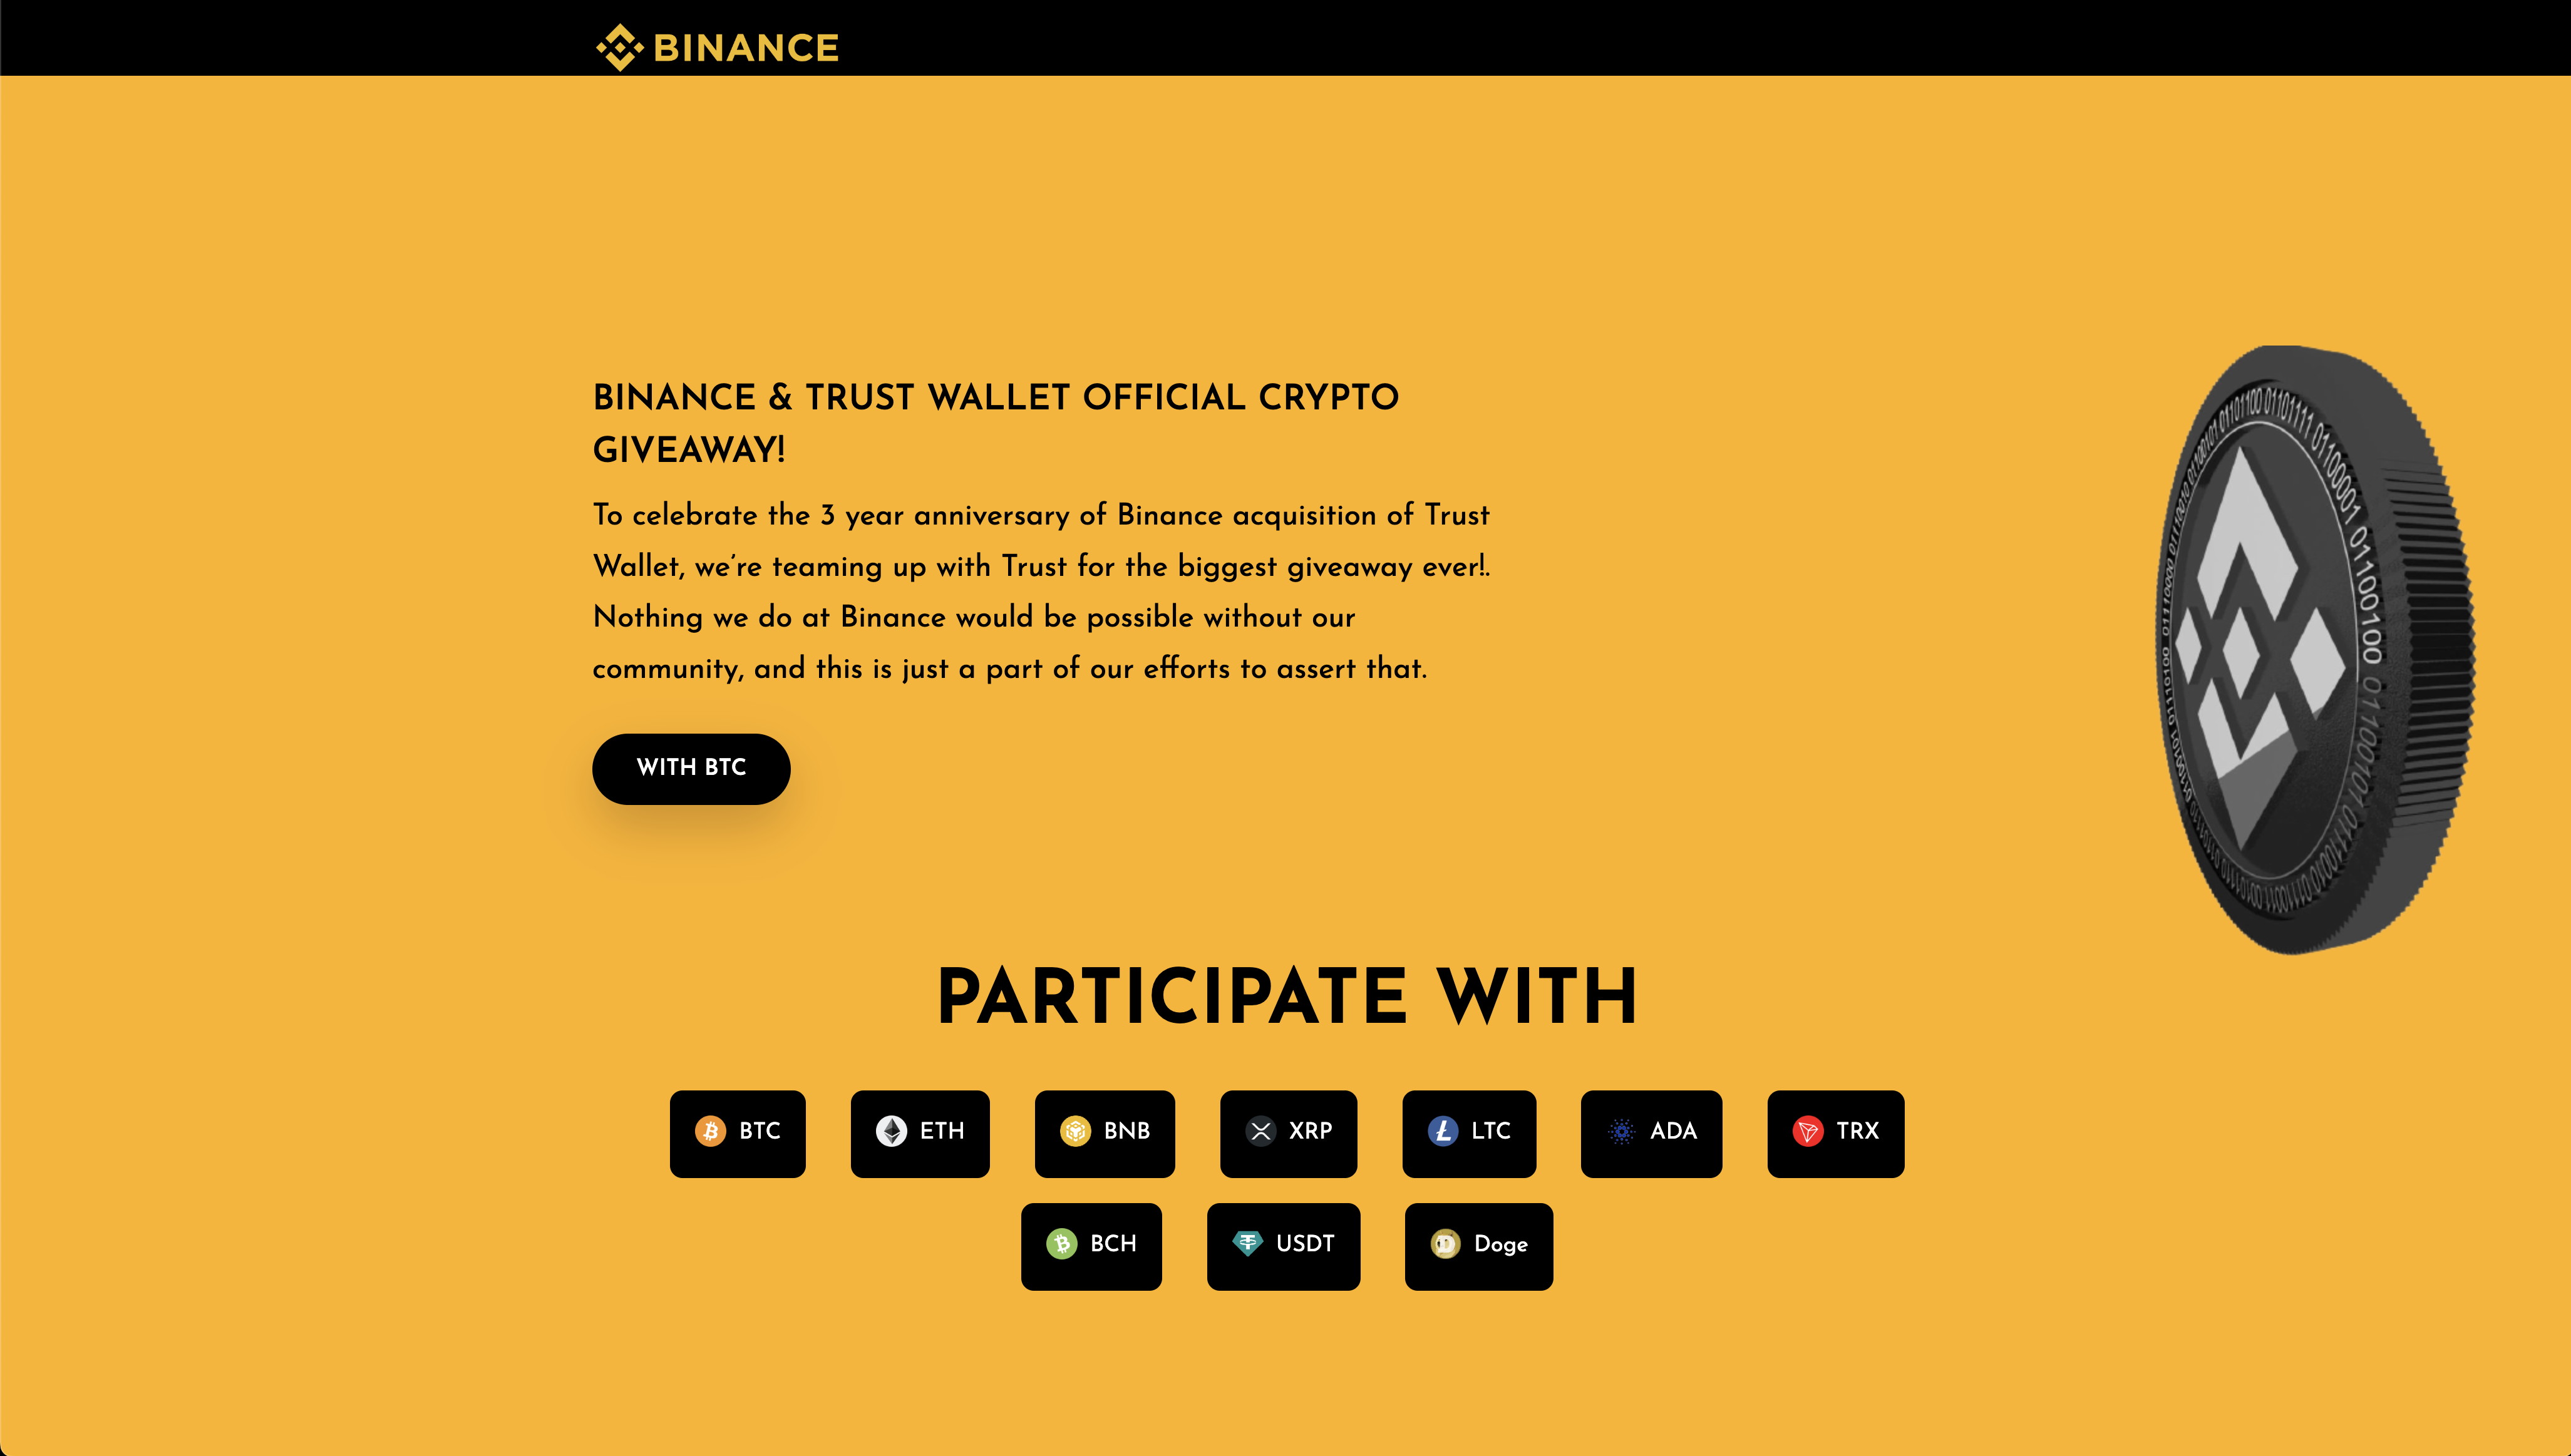 BINANCE
BINANCE & TRUST WALLET OFFICIAL CRYPTO
GIVEAWAY!
To celebrate the 3 year anniversary of Binance acquisition of Trust
Wallet, we’re teaming up with Trust for the biggest giveaway ever!.
Nothing we do at Binance would be possible without our
community, and this is just a part of our efforts to assert that.
WITH BTC
PARTICIPATE WITH
BTC ETH BNB XRP LTC ADA TRX
BCH USDT Doge